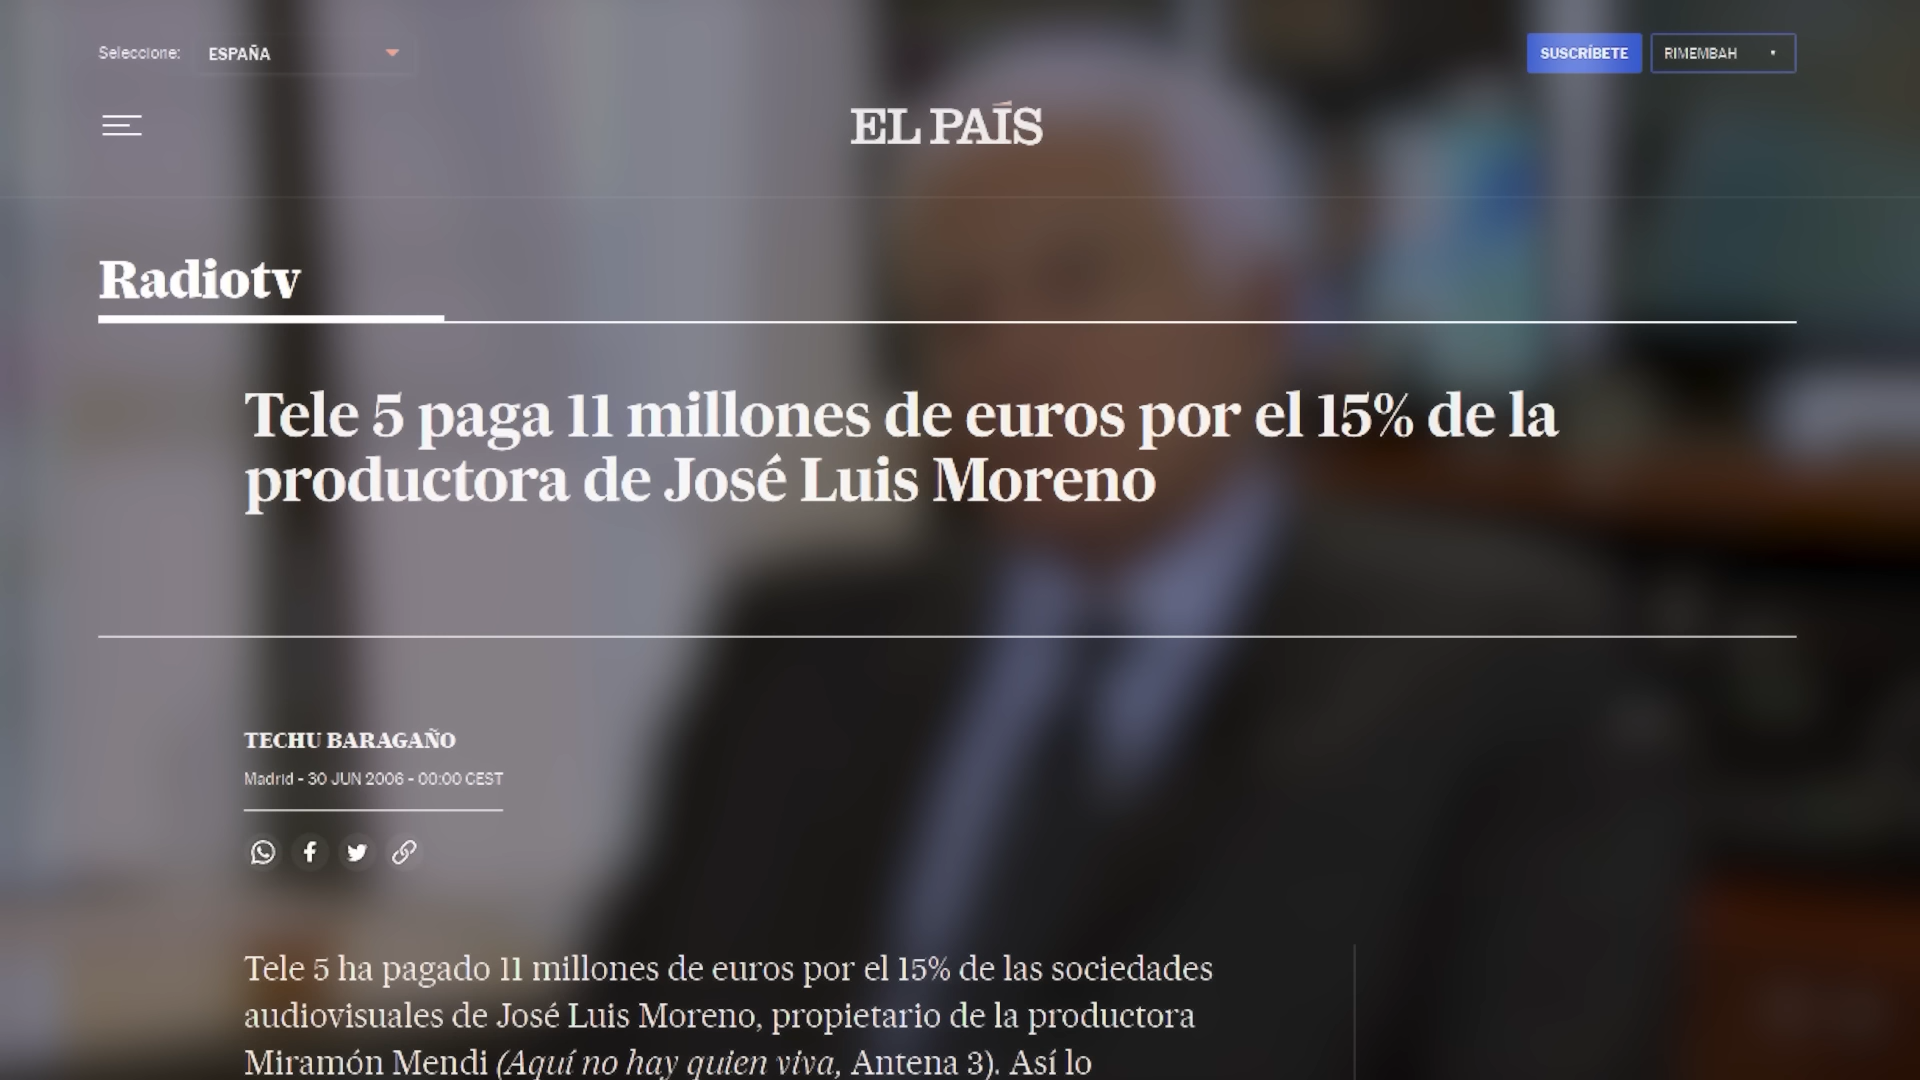 Seleccione: ESPAÑA
SUSCRÍBETE RIMEMBAH
EL PAÍS
Radiotv
Tele 5 paga 11 millones de euros por el 15% de la
productora de José Luis Moreno
TECHU BARAGAÑO
Madrid - 30 JUN 2006 - 00:00 CEST
Tele 5 ha pagado 11 millones de euros por el 15% de las sociedades
audiovisuales de José Luis Moreno, propietario de la productora
Miramón Mendi (Aquí no hay quien viva, Antena 3). Así lo